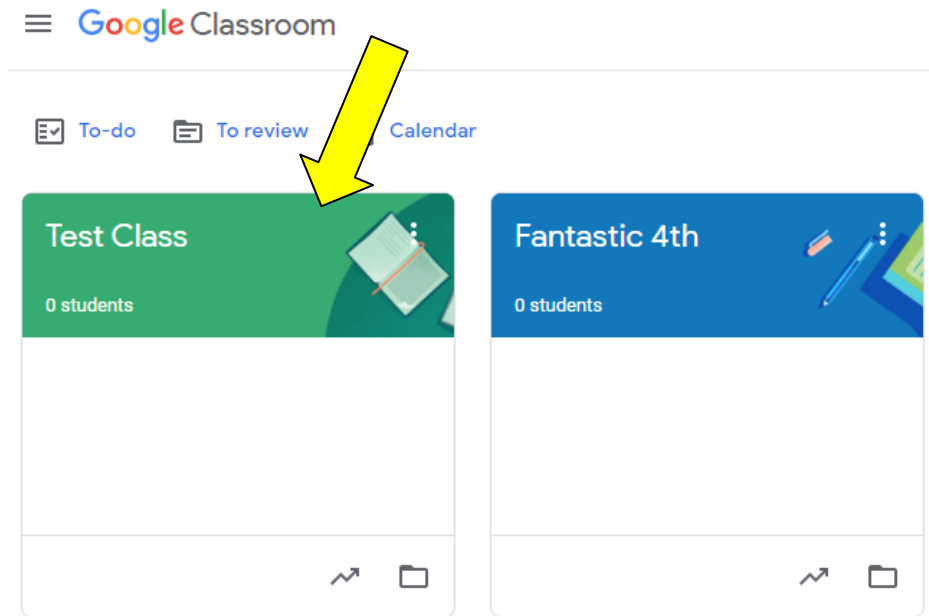 Google Classroom
To-do To review Calendar
Test Class
0 students
Fantastic 4th
0 students